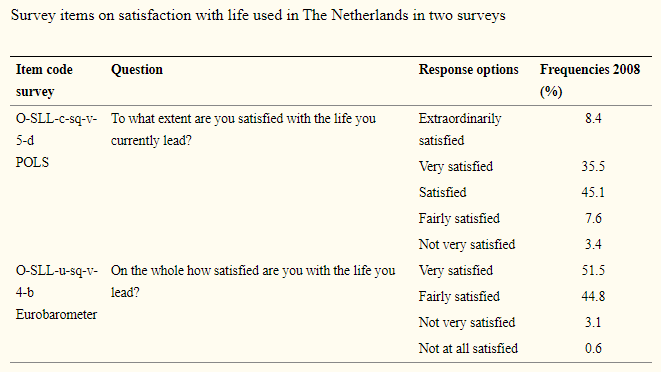 Survey items on satisfaction with life used in The Netherlands in two surveys
Item code survey Question Response options Frequencies 2008 (%)
O-SLL-c-sq-v-5-d POLS To what extent are you satisfied with the life you currently lead? Extraordinarily satisfied 8.4
Very satisfied 35.5
Satisfied 45.1
Fairly satisfied 7.6
Not very satisfied 3.4
O-SLL-u-sq-v-4-b Eurobarometer On the whole how satisfied are you with the life you lead? Very satisfied 51.5
Fairly satisfied 44.8
Not very satisfied 3.1
Not at all satisfied 0.6